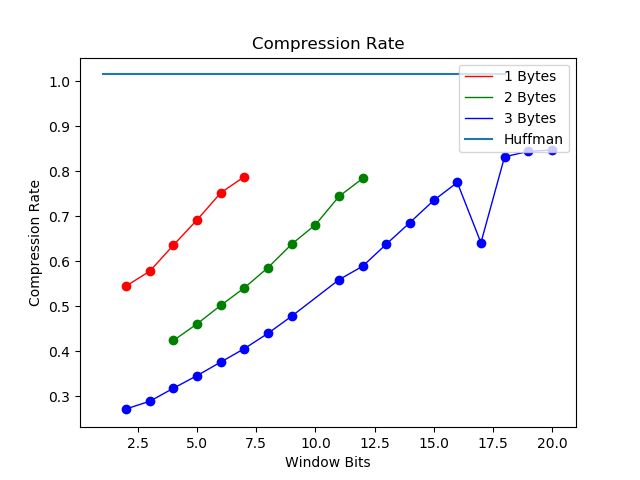 Compression Rate
1 Bytes
2 Bytes
3 Bytes
Huffman
Compression Rate
1.0
0.9
0.8
0.7
0.6
0.5
0.4
0.3
2.5 5.0 7.5 10.0 12.5 15.0 17.5 20.0
Window Bits